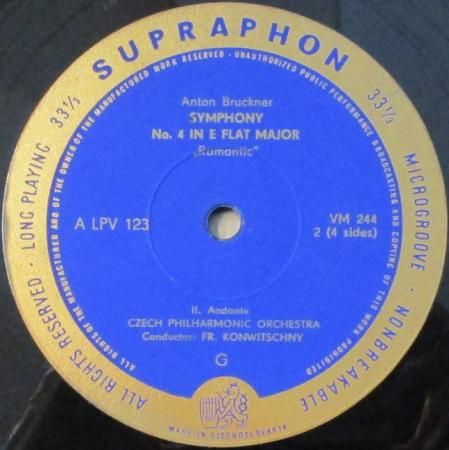 SUPRAPHON
33⅓ 33⅓
LONG PLAYING MICROGROOVE
ALL RIGHTS RESERVED NONBREAKABLE
ALL RIGHTS OF THE MANUFACTURER AND OF THE OWNER OF THE MANUFACTURED WORK RESERVED - UNAUTHORIZED PUBLIC PERFORMANCE BROADCASTING AND COPYING OF THIS WORK PROHIBITED
Anton Bruckner
SYMPHONY
No. 4 IN E FLAT MAJOR
„Romantic"
A LPV 123
VM 244
2 (4 sides)
II. Andante
CZECH PHILHARMONIC ORCHESTRA
Conductor: FR. KONWITSCHNY
G
MADE IN CZECHOSLOVAKIA